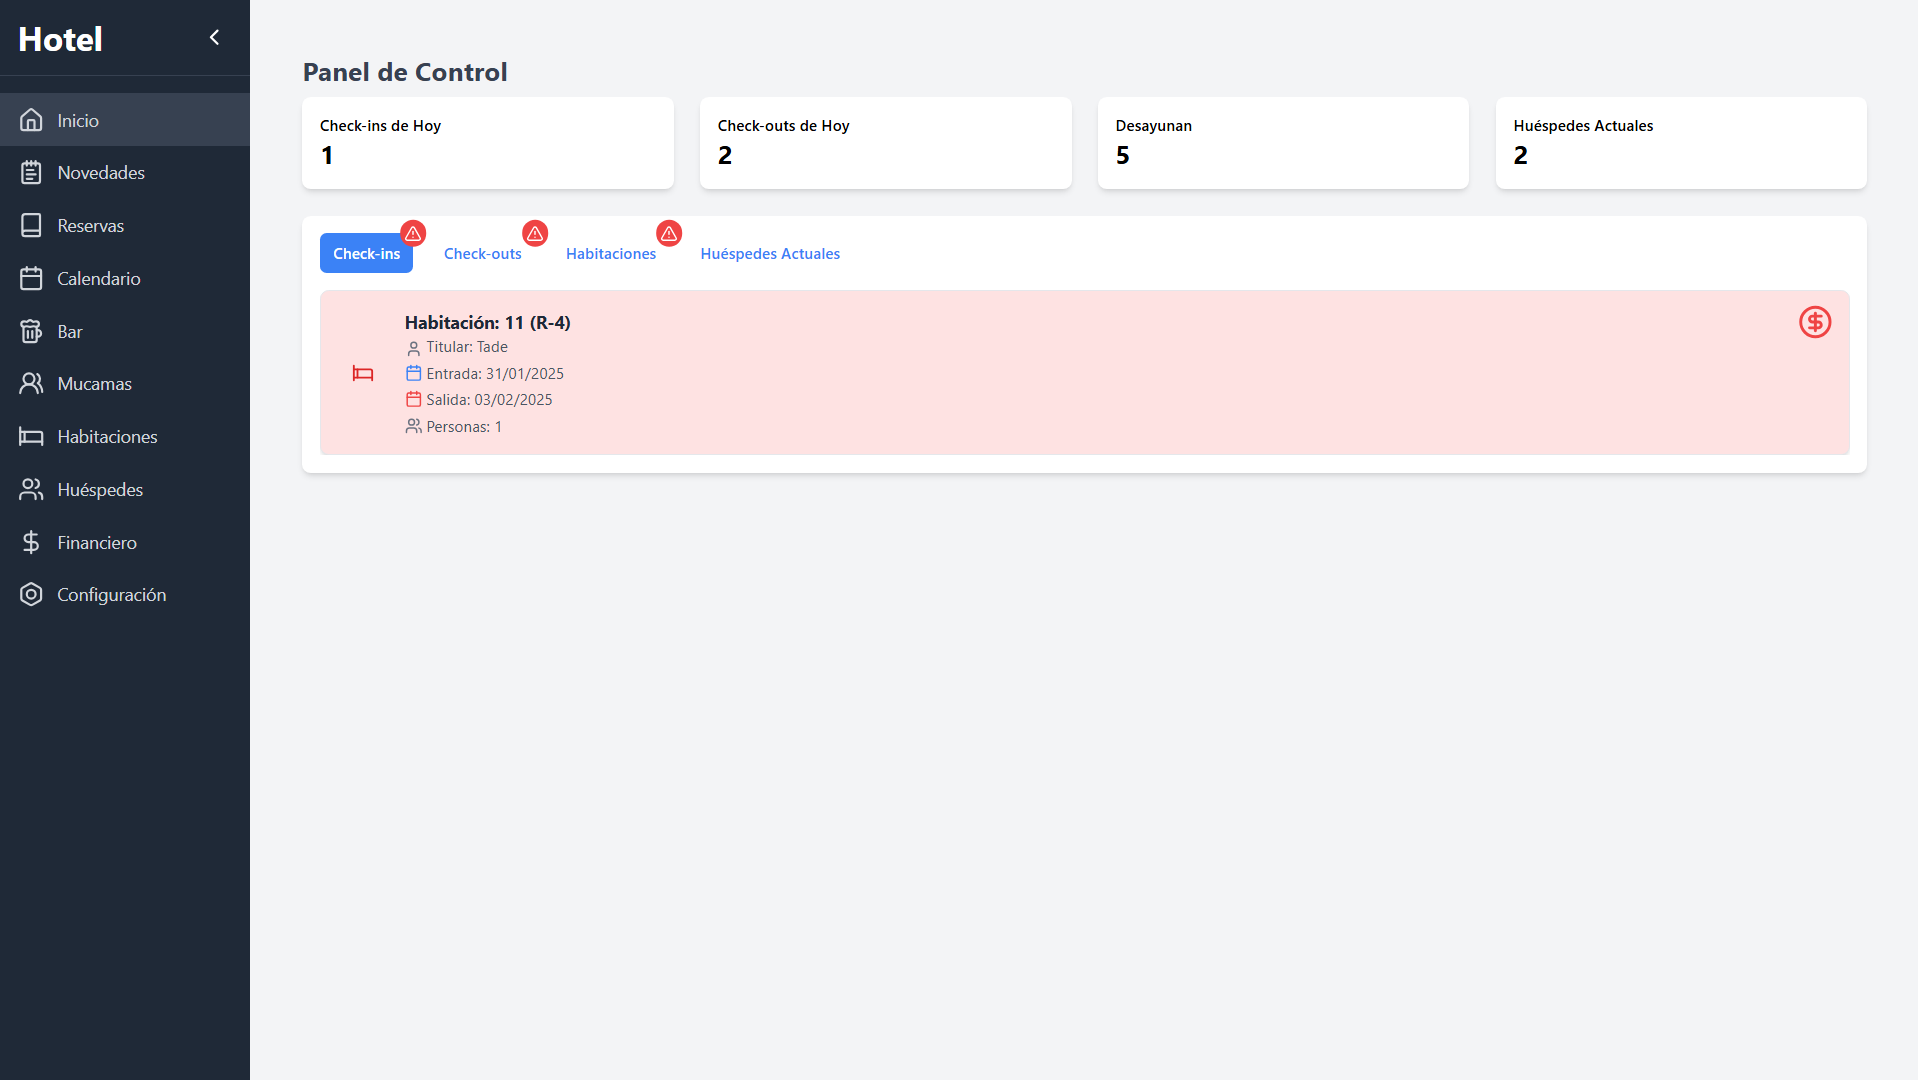 Hotel
Inicio
Novedades
Reservas
Calendario
Bar
Mucamas
Habitaciones
Huéspedes
Financiero
Configuración
Panel de Control
Check-ins de Hoy
1
Check-outs de Hoy
2
Desayunan
5
Huéspedes Actuales
2
Check-ins
Check-outs
Habitaciones
Huéspedes Actuales
Habitación: 11 (R-4)
Titular: Tade
Entrada: 31/01/2025
Salida: 03/02/2025
Personas: 1